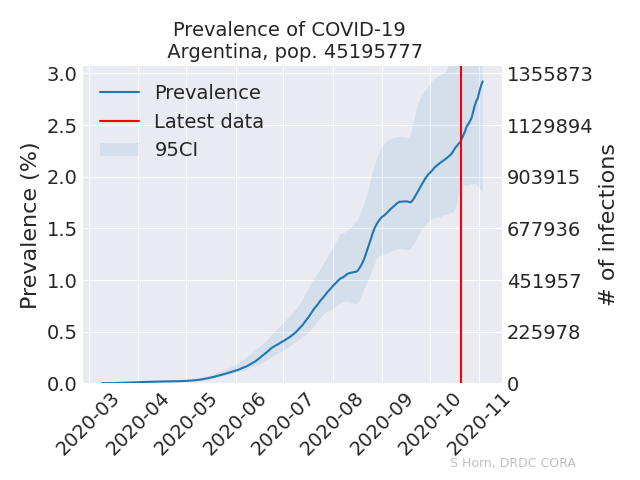 Prevalence of COVID-19
Argentina, pop. 45195777
Prevalence
Latest data
95CI
Prevalence (%)
3.0
2.5
2.0
1.5
1.0
0.5
0.0
1355873
1129894
903915
677936
451957
225978
0
# of infections
2020-03
2020-04
2020-05
2020-06
2020-07
2020-08
2020-09
2020-10
2020-11
S Horn, DRDC CORA